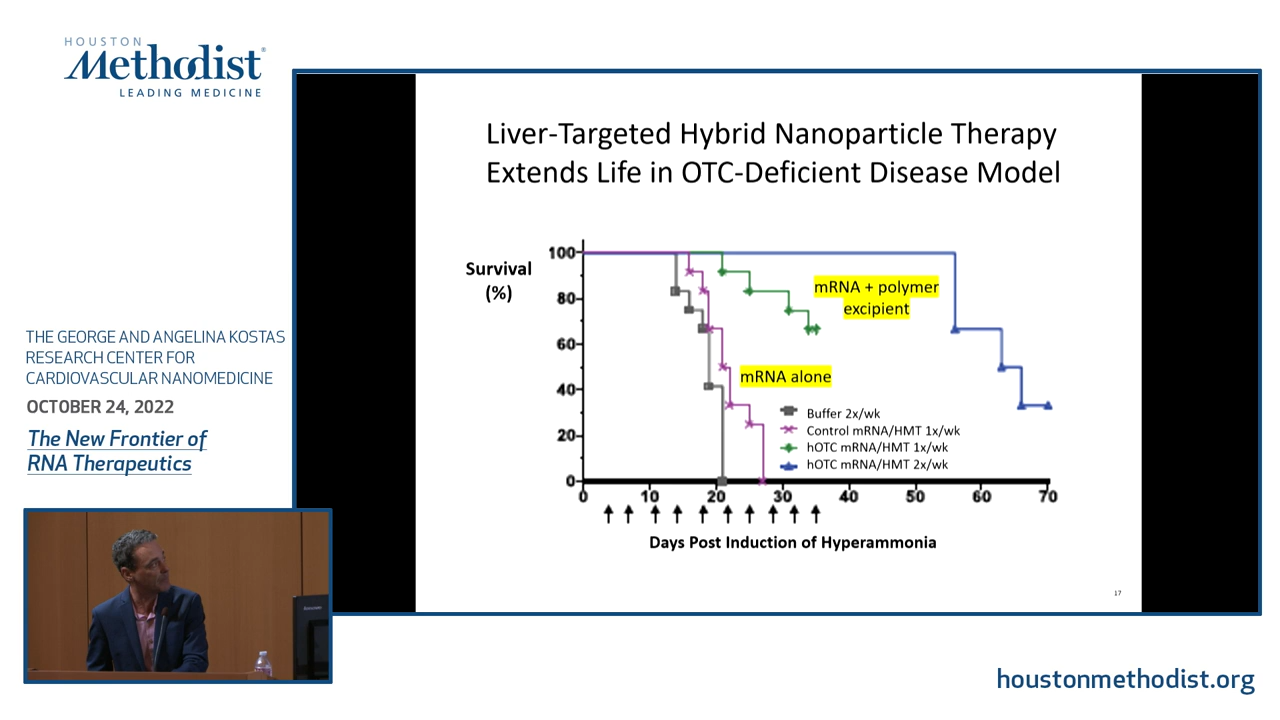 HOUSTON
Methodist®
LEADING MEDICINE
Liver-Targeted Hybrid Nanoparticle Therapy
Extends Life in OTC-Deficient Disease Model
Survival
(%)
100
80
60
40
20
0
mRNA + polymer
excipient
mRNA alone
Buffer 2x/wk
Control mRNA/HMT 1x/wk
hOTC mRNA/HMT 1x/wk
hOTC mRNA/HMT 2x/wk
0 10 20 30 40 50 60 70
Days Post Induction of Hyperammonia
17
THE GEORGE AND ANGELINA KOSTAS
RESEARCH CENTER FOR
CARDIOVASCULAR NANOMEDICINE
OCTOBER 24, 2022
The New Frontier of
RNA Therapeutics
houstonmethodist.org